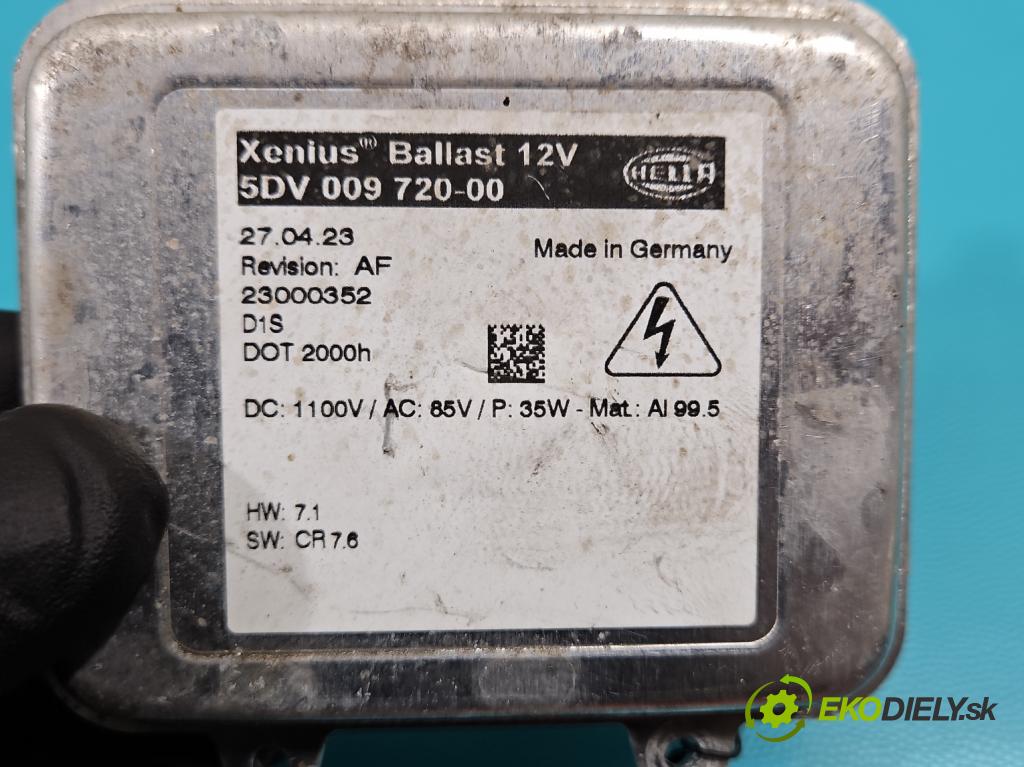 Xenius® Ballast 12V
5DV 009 720-00
HELLA
27.04.23
Made in Germany
Revision: AF
23000352
D1S
DOT 2000h
DC: 1100V / AC: 85V / P: 35W - Mat.: Al 99.5
HW: 7.1
SW: CR7.6
EKODIELY.sk